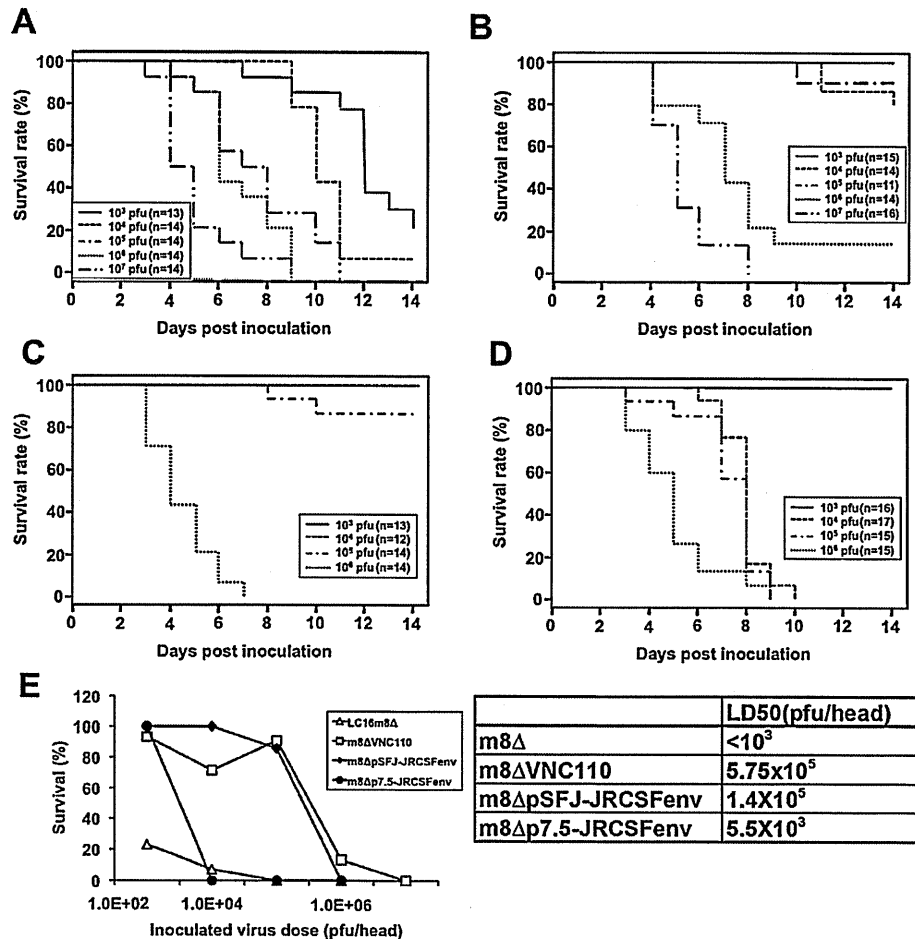 A
Survival rate (%)
100
80
60
40
20
0
10³ pfu (n=13)
10⁴ pfu (n=14)
10⁵ pfu (n=14)
10⁶ pfu (n=14)
10⁷ pfu (n=14)
0 2 4 6 8 10 12 14
Days post inoculation
B
Survival rate (%)
100
80
60
40
20
0
10³ pfu (n=15)
10⁴ pfu (n=14)
10⁵ pfu (n=11)
10⁶ pfu (n=14)
10⁷ pfu (n=16)
0 2 4 6 8 10 12 14
Days post inoculation
C
Survival rate (%)
100
80
60
40
20
0
10³ pfu (n=13)
10⁴ pfu (n=12)
10⁵ pfu (n=14)
10⁶ pfu (n=14)
0 2 4 6 8 10 12 14
Days post inoculation
D
Survival rate (%)
100
80
60
40
20
0
10³ pfu (n=16)
10⁴ pfu (n=17)
10⁵ pfu (n=15)
10⁶ pfu (n=15)
0 2 4 6 8 10 12 14
Days post inoculation
E
Survival (%)
120
100
80
60
40
20
0
LC16m8Δ
m8ΔVNC110
m8ΔpSFJ-JRCSFenv
m8Δp7.5-JRCSFenv
1.0E+02 1.0E+04 1.0E+06
Inoculated virus dose (pfu/head)
LD50(pfu/head)
m8Δ <10³
m8ΔVNC110 5.75x10⁵
m8ΔpSFJ-JRCSFenv 1.4X10⁵
m8Δp7.5-JRCSFenv 5.5X10³